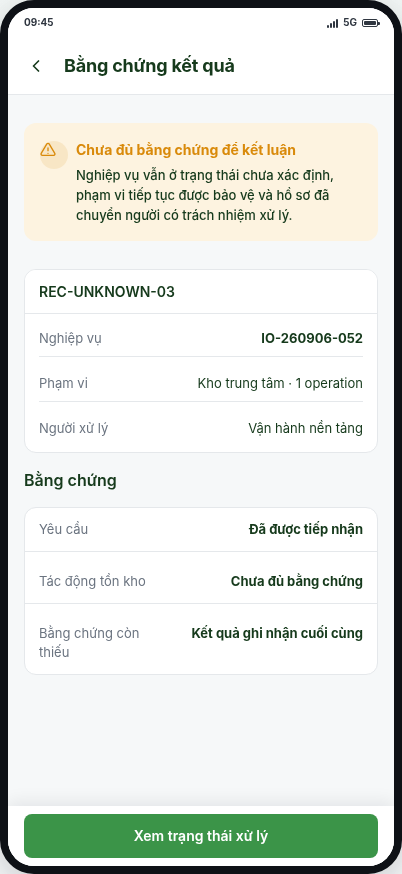 09:45
5G
Bằng chứng kết quả
Chưa đủ bằng chứng để kết luận
Nghiệp vụ vẫn ở trạng thái chưa xác định,
phạm vi tiếp tục được bảo vệ và hồ sơ đã
chuyển người có trách nhiệm xử lý.
REC-UNKNOWN-03
Nghiệp vụ IO-260906-052
Phạm vi Kho trung tâm · 1 operation
Người xử lý Vận hành nền tảng
Bằng chứng
Yêu cầu Đã được tiếp nhận
Tác động tồn kho Chưa đủ bằng chứng
Bằng chứng còn Kết quả ghi nhận cuối cùng
thiếu
Xem trạng thái xử lý